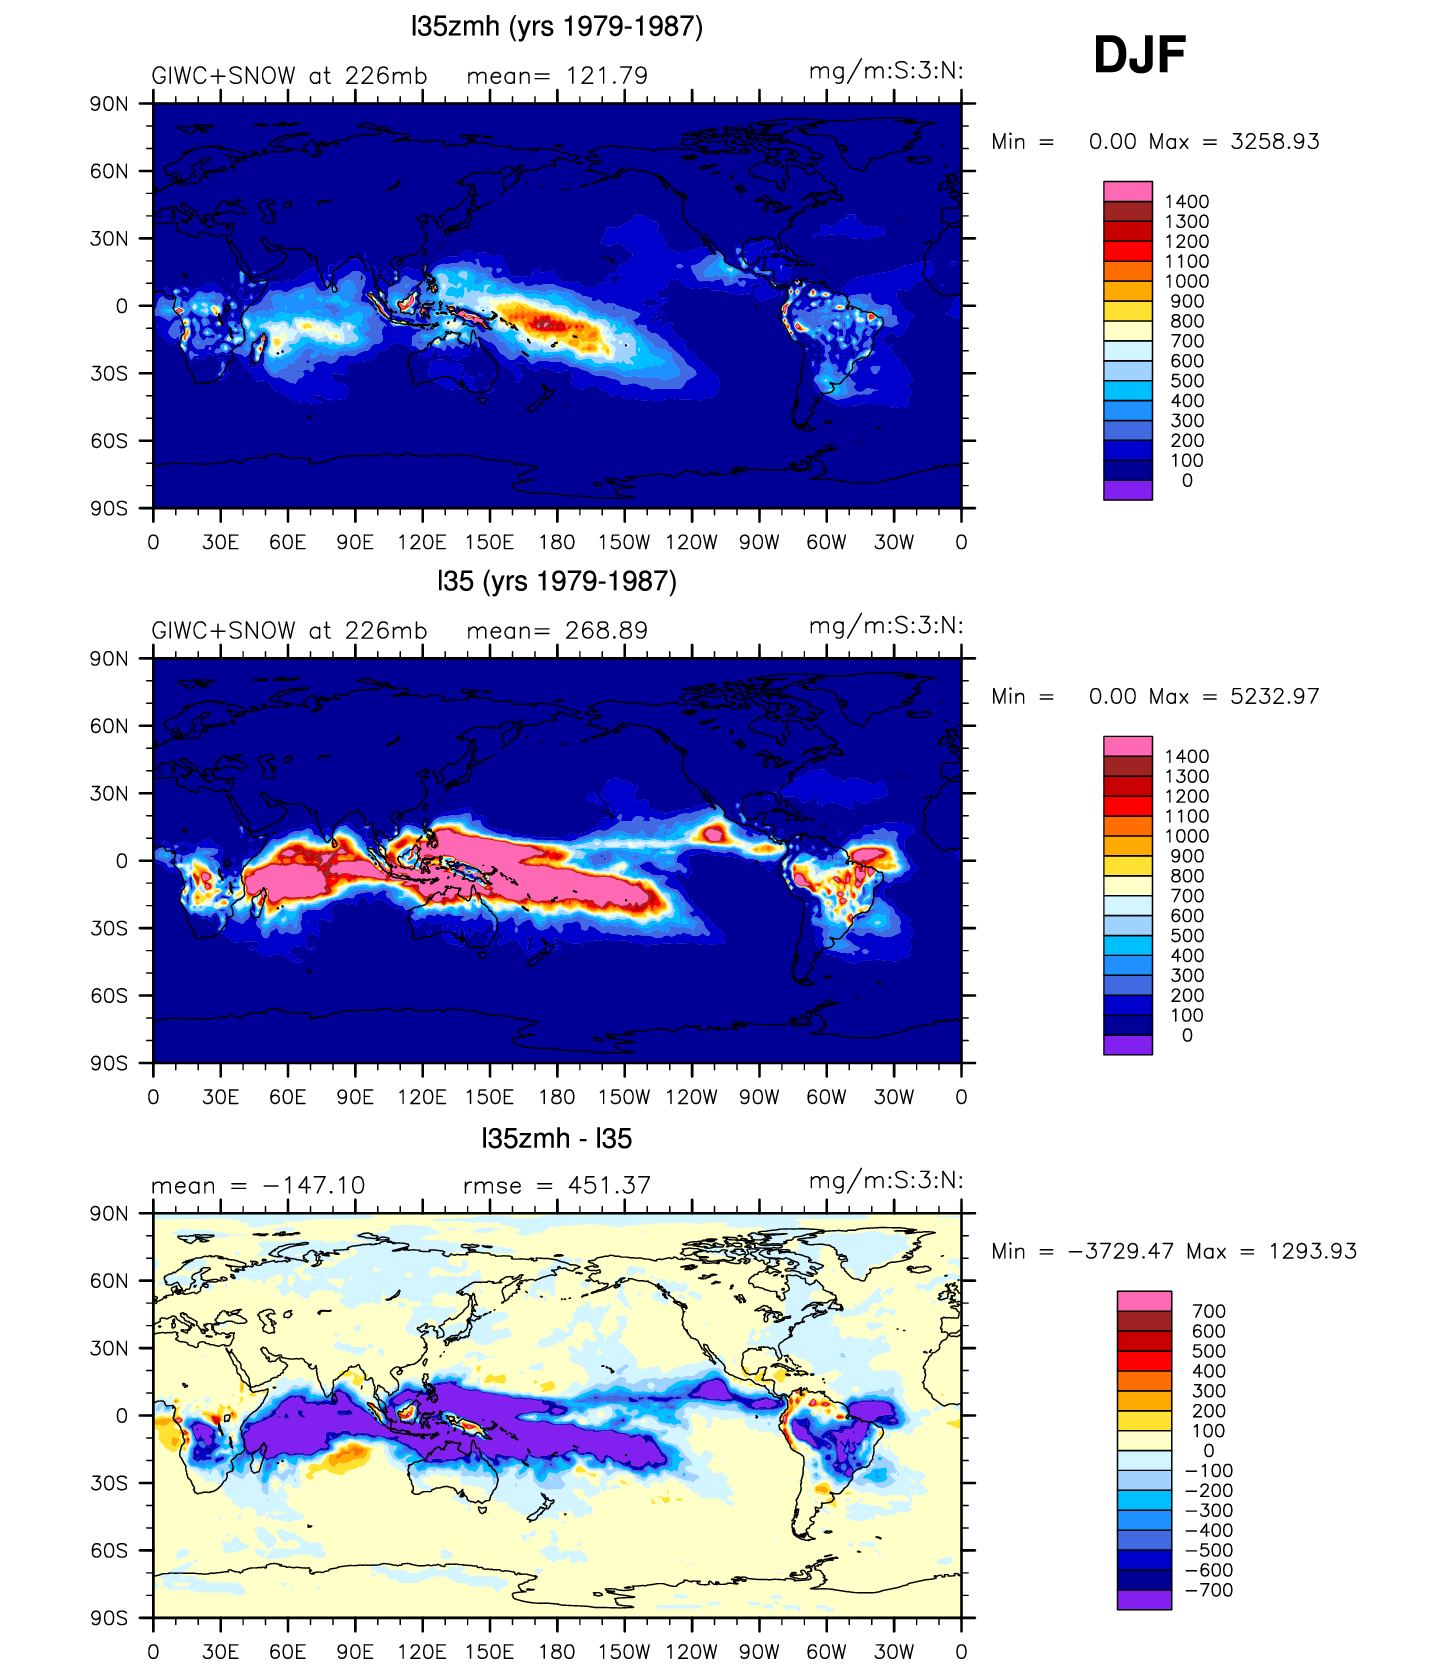 l35zmh (yrs 1979-1987)
DJF
GIWC+SNOW at 226mb mean= 121.79 mg/m:S:3:N:
Min = 0.00 Max = 3258.93
90N
60N
30N
0
30S
60S
90S
0 30E 60E 90E 120E 150E 180 150W 120W 90W 60W 30W 0
1400
1300
1200
1100
1000
900
800
700
600
500
400
300
200
100
0
l35 (yrs 1979-1987)
GIWC+SNOW at 226mb mean= 268.89 mg/m:S:3:N:
Min = 0.00 Max = 5232.97
90N
60N
30N
0
30S
60S
90S
0 30E 60E 90E 120E 150E 180 150W 120W 90W 60W 30W 0
1400
1300
1200
1100
1000
900
800
700
600
500
400
300
200
100
0
l35zmh - l35
mean = −147.10 rmse = 451.37 mg/m:S:3:N:
Min = −3729.47 Max = 1293.93
90N
60N
30N
0
30S
60S
90S
0 30E 60E 90E 120E 150E 180 150W 120W 90W 60W 30W 0
700
600
500
400
300
200
100
0
−100
−200
−300
−400
−500
−600
−700